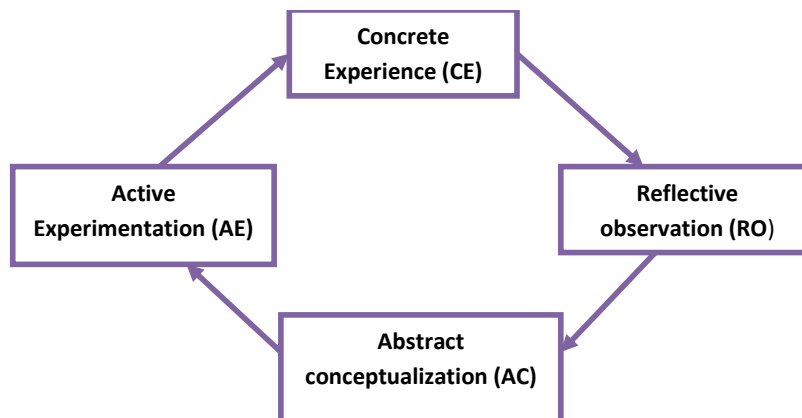 Concrete
Experience (CE)
Active
Experimentation (AE)
Reflective
observation (RO)
Abstract
conceptualization (AC)